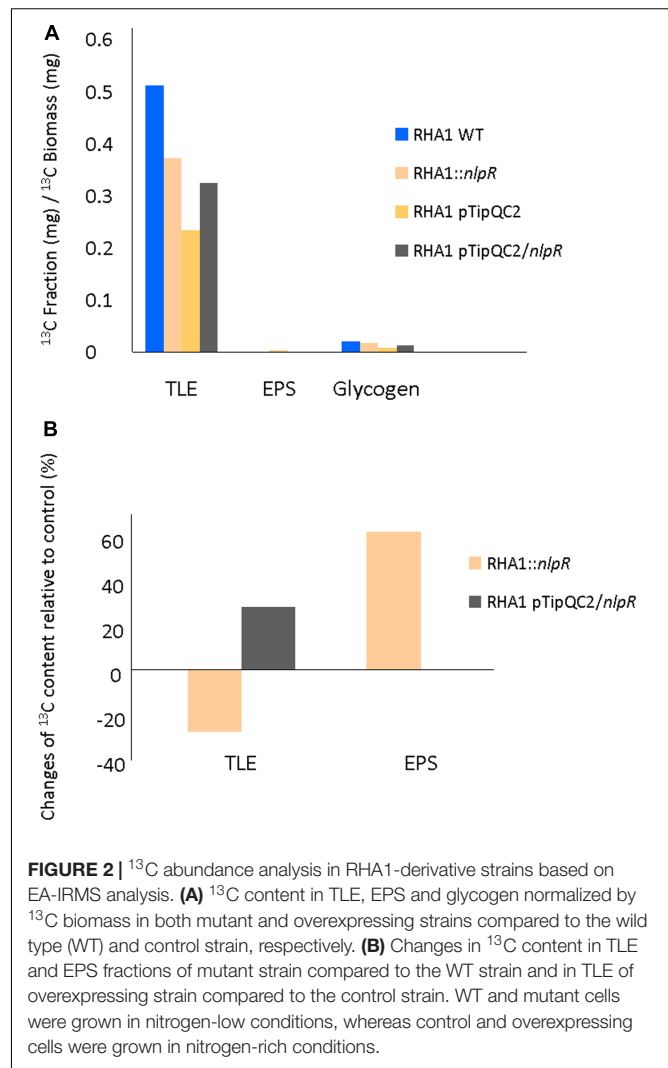 A
0.6
0.5
0.4
0.3
0.2
0.1
0
¹³C Fraction (mg) / ¹³C Biomass (mg)
RHA1 WT
RHA1::nlpR
RHA1 pTipQC2
RHA1 pTipQC2/nlpR
TLE EPS Glycogen
B
Changes of ¹³C content relative to control (%)
60
40
20
0
-20
-40
RHA1::nlpR
RHA1 pTipQC2/nlpR
TLE EPS
FIGURE 2 | ¹³C abundance analysis in RHA1-derivative strains based on
EA-IRMS analysis. (A) ¹³C content in TLE, EPS and glycogen normalized by
¹³C biomass in both mutant and overexpressing strains compared to the wild
type (WT) and control strain, respectively. (B) Changes in ¹³C content in TLE
and EPS fractions of mutant strain compared to the WT strain and in TLE of
overexpressing strain compared to the control strain. WT and mutant cells
were grown in nitrogen-low conditions, whereas control and overexpressing
cells were grown in nitrogen-rich conditions.